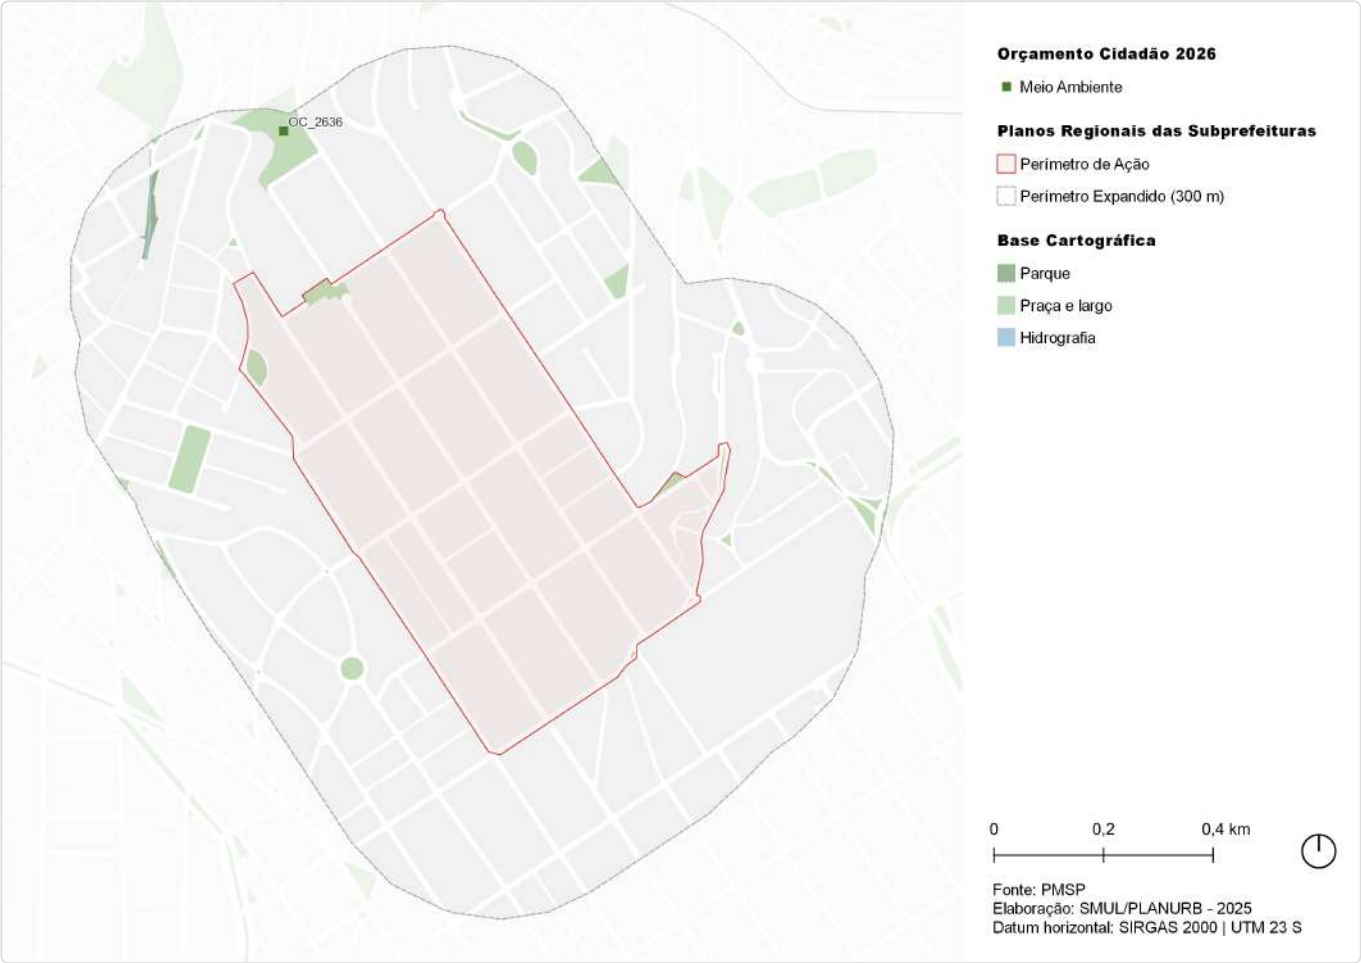 OC_2636
Orçamento Cidadão 2026
Meio Ambiente
Planos Regionais das Subprefeituras
Perímetro de Ação
Perímetro Expandido (300 m)
Base Cartográfica
Parque
Praça e largo
Hidrografia
0 0,2 0,4 km
Fonte: PMSP
Elaboração: SMUL/PLANURB - 2025
Datum horizontal: SIRGAS 2000 | UTM 23 S